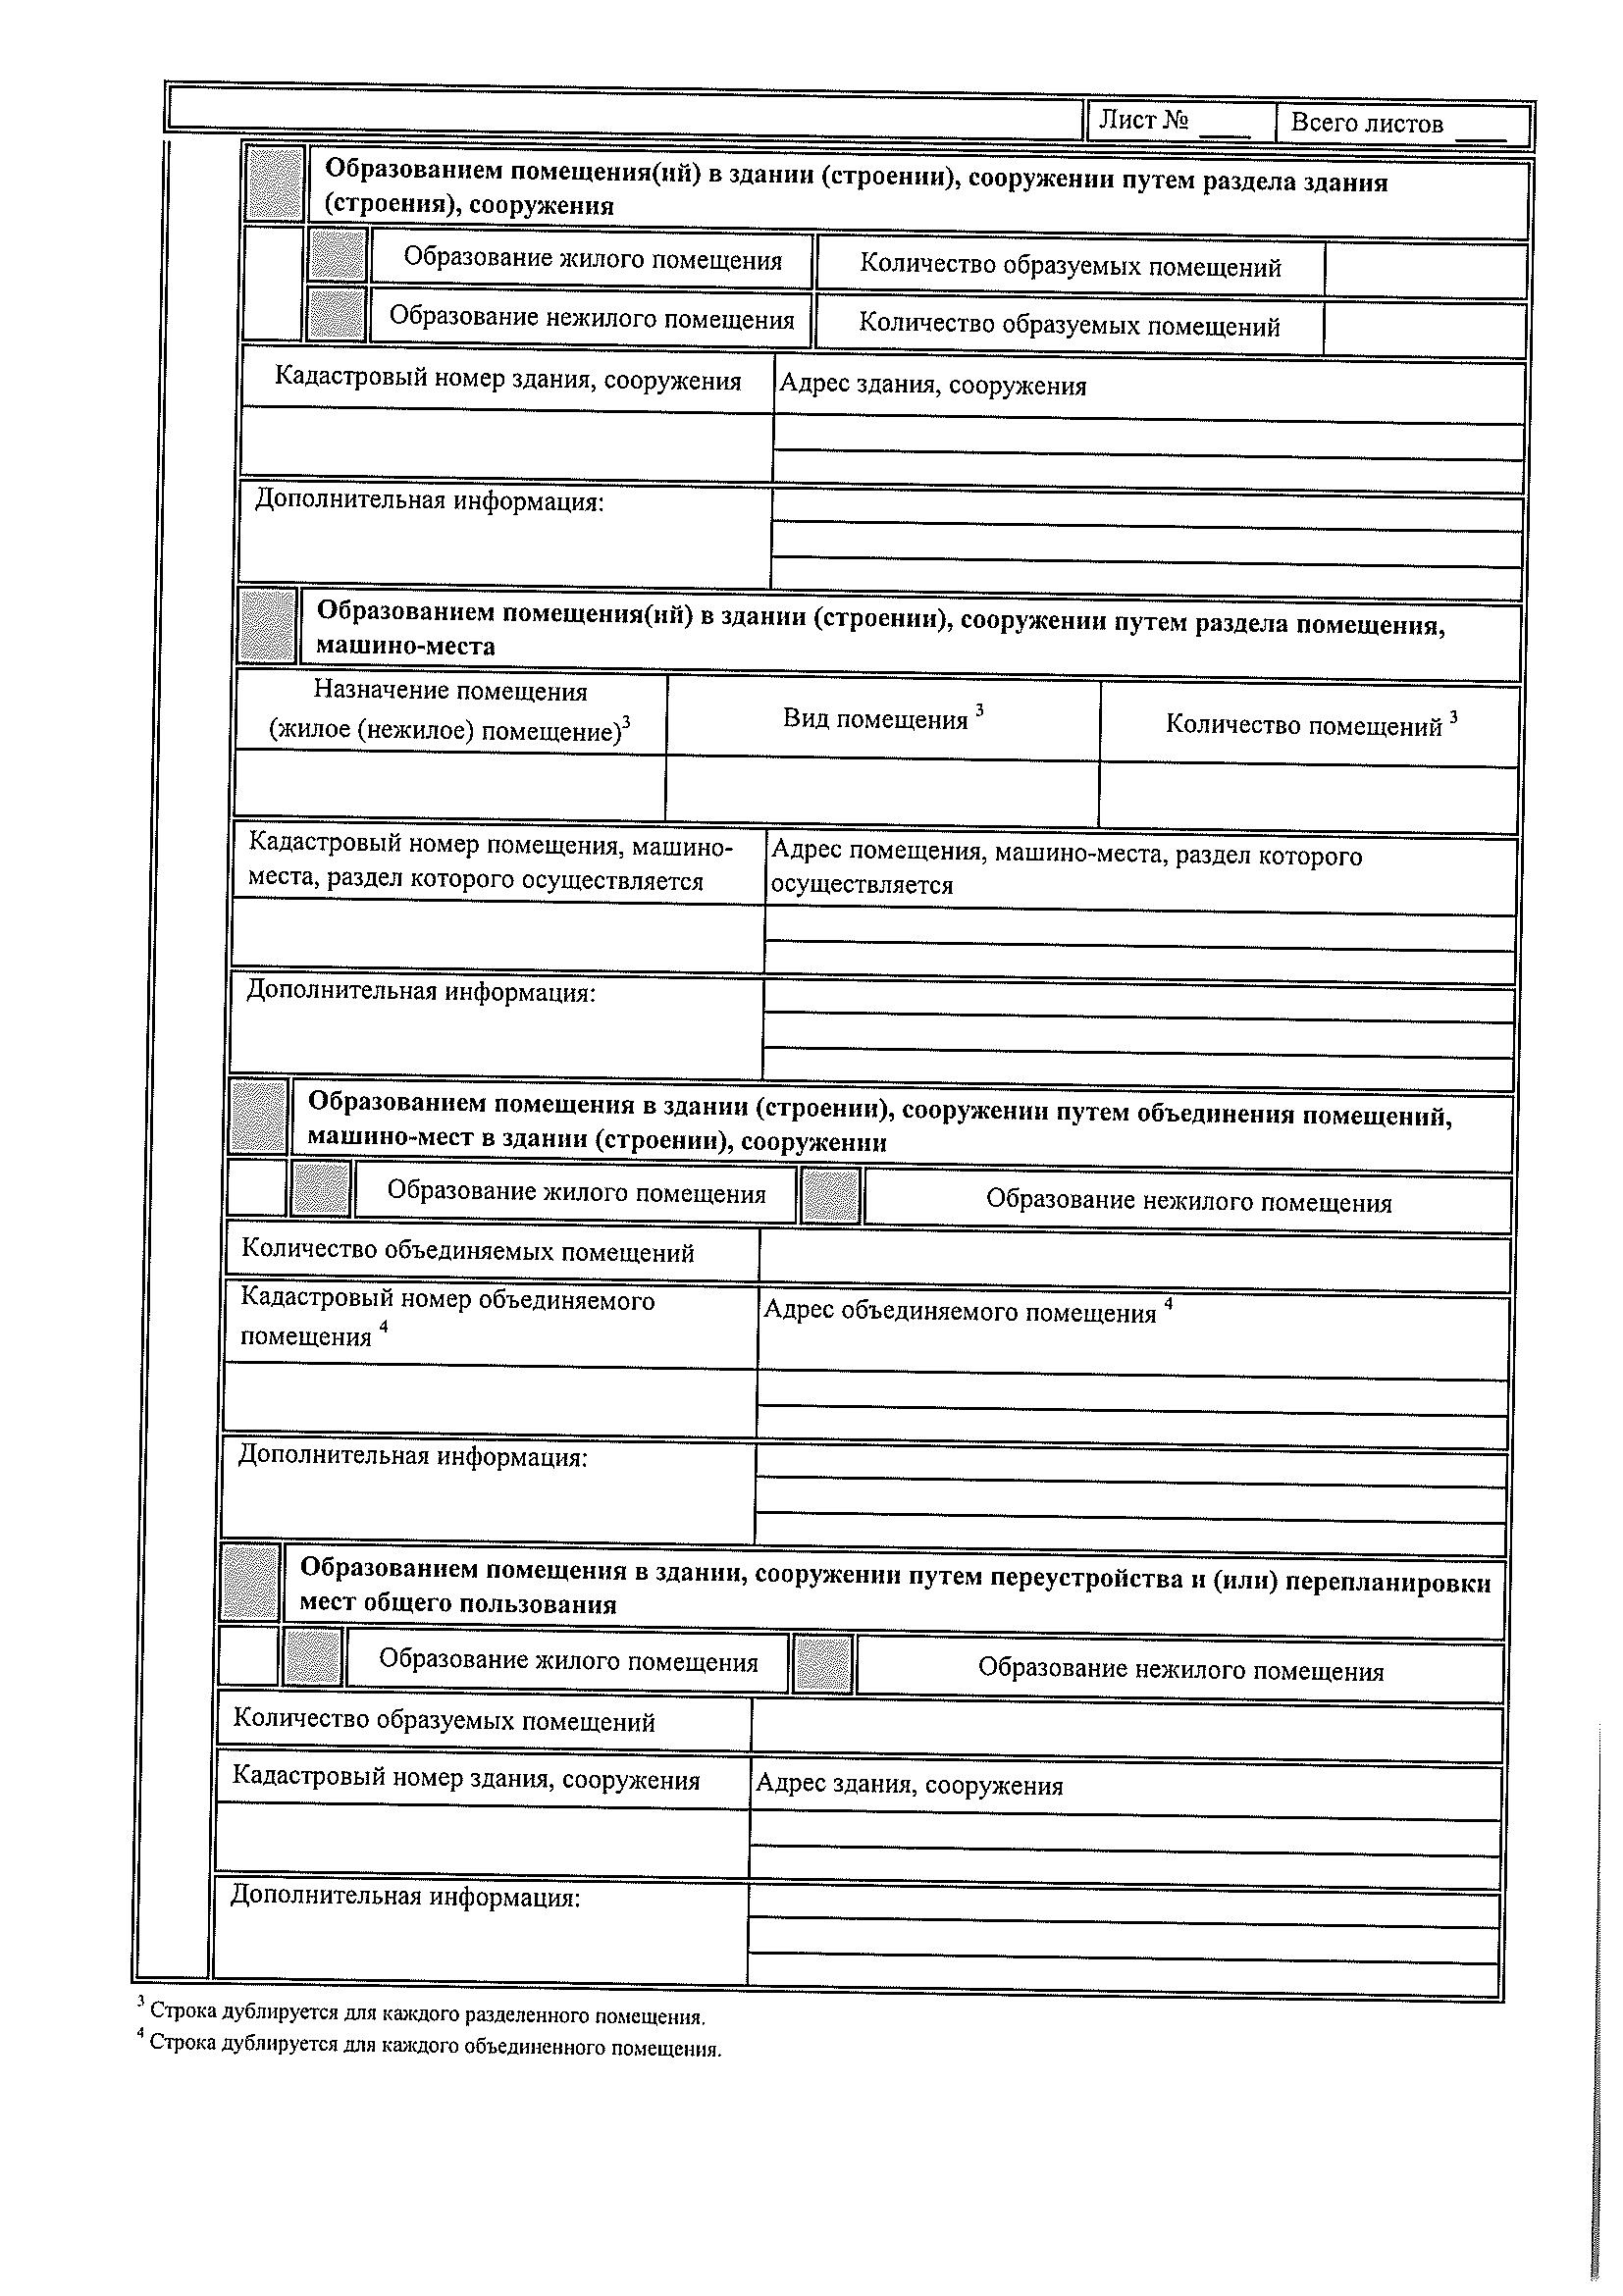 Лист № ____ Всего листов ____
Образованием помещения(ий) в здании (строении), сооружении путем раздела здания
(строения), сооружения
Образование жилого помещения Количество образуемых помещений
Образование нежилого помещения Количество образуемых помещений
Кадастровый номер здания, сооружения Адрес здания, сооружения
Дополнительная информация:
Образованием помещения(ий) в здании (строении), сооружении путем раздела помещения,
машино-места
Назначение помещения
(жилое (нежилое) помещение)3 Вид помещения 3 Количество помещений 3
Кадастровый номер помещения, машино-
места, раздел которого осуществляется
Адрес помещения, машино-места, раздел которого
осуществляется
Дополнительная информация:
Образованием помещения в здании (строении), сооружении путем объединения помещений,
машино-мест в здании (строении), сооружении
Образование жилого помещения Образование нежилого помещения
Количество объединяемых помещений
Кадастровый номер объединяемого
помещения 4
Адрес объединяемого помещения 4
Дополнительная информация:
Образованием помещения в здании, сооружении путем переустройства и (или) перепланировки
мест общего пользования
Образование жилого помещения Образование нежилого помещения
Количество образуемых помещений
Кадастровый номер здания, сооружения Адрес здания, сооружения
Дополнительная информация:
3 Строка дублируется для каждого разделенного помещения.
4 Строка дублируется для каждого объединенного помещения.